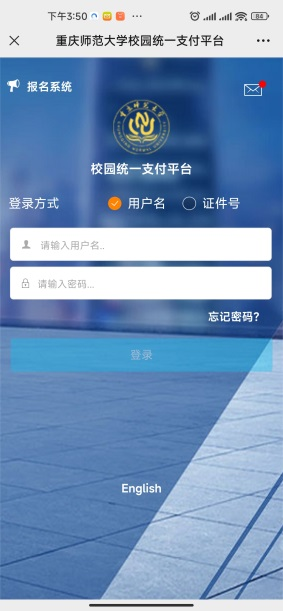 下午3:50
84
重庆师范大学校园统一支付平台
报名系统
校园统一支付平台
登录方式
用户名
证件号
请输入用户名..
请输入密码...
忘记密码?
登录
English